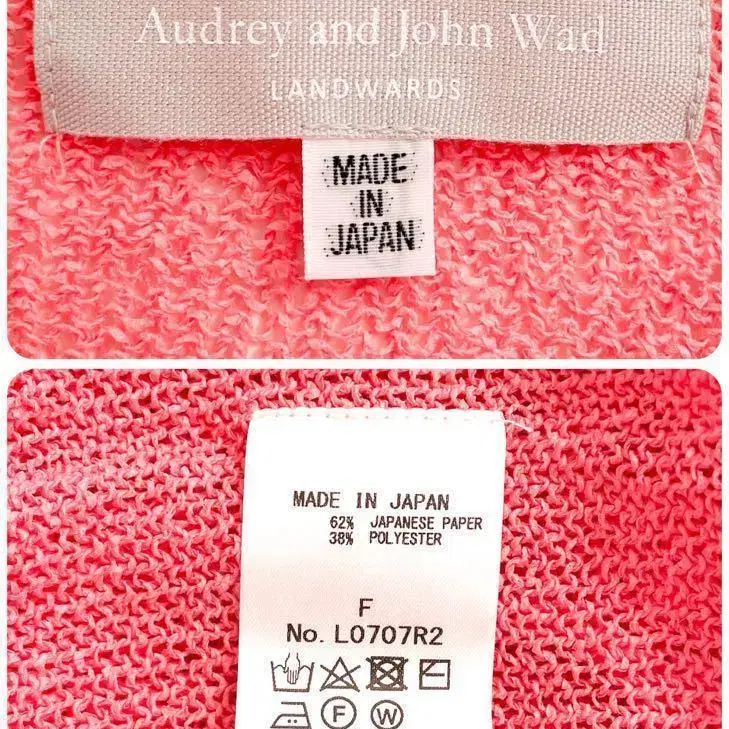 Audrey and John Wad
LANDWARDS
MADE
IN
JAPAN
MADE IN JAPAN
62% JAPANESE PAPER
38% POLYESTER
F
No. L0707R2
F W